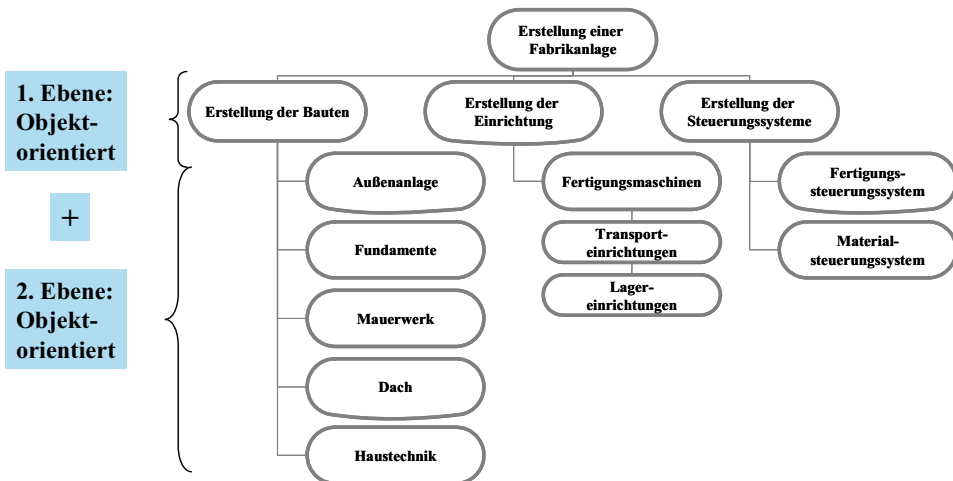 Erstellung einer
Fabrikanlage
1. Ebene:
Objekt-
orientiert
Erstellung der Bauten
Erstellung der
Einrichtung
Erstellung der
Steuerungssysteme
+
2. Ebene:
Objekt-
orientiert
Außenanlage
Fundamente
Mauerwerk
Dach
Haustechnik
Fertigungsmaschinen
Transport-
einrichtungen
Lager-
einrichtungen
Fertigungs-
steuerungssystem
Material-
steuerungssystem